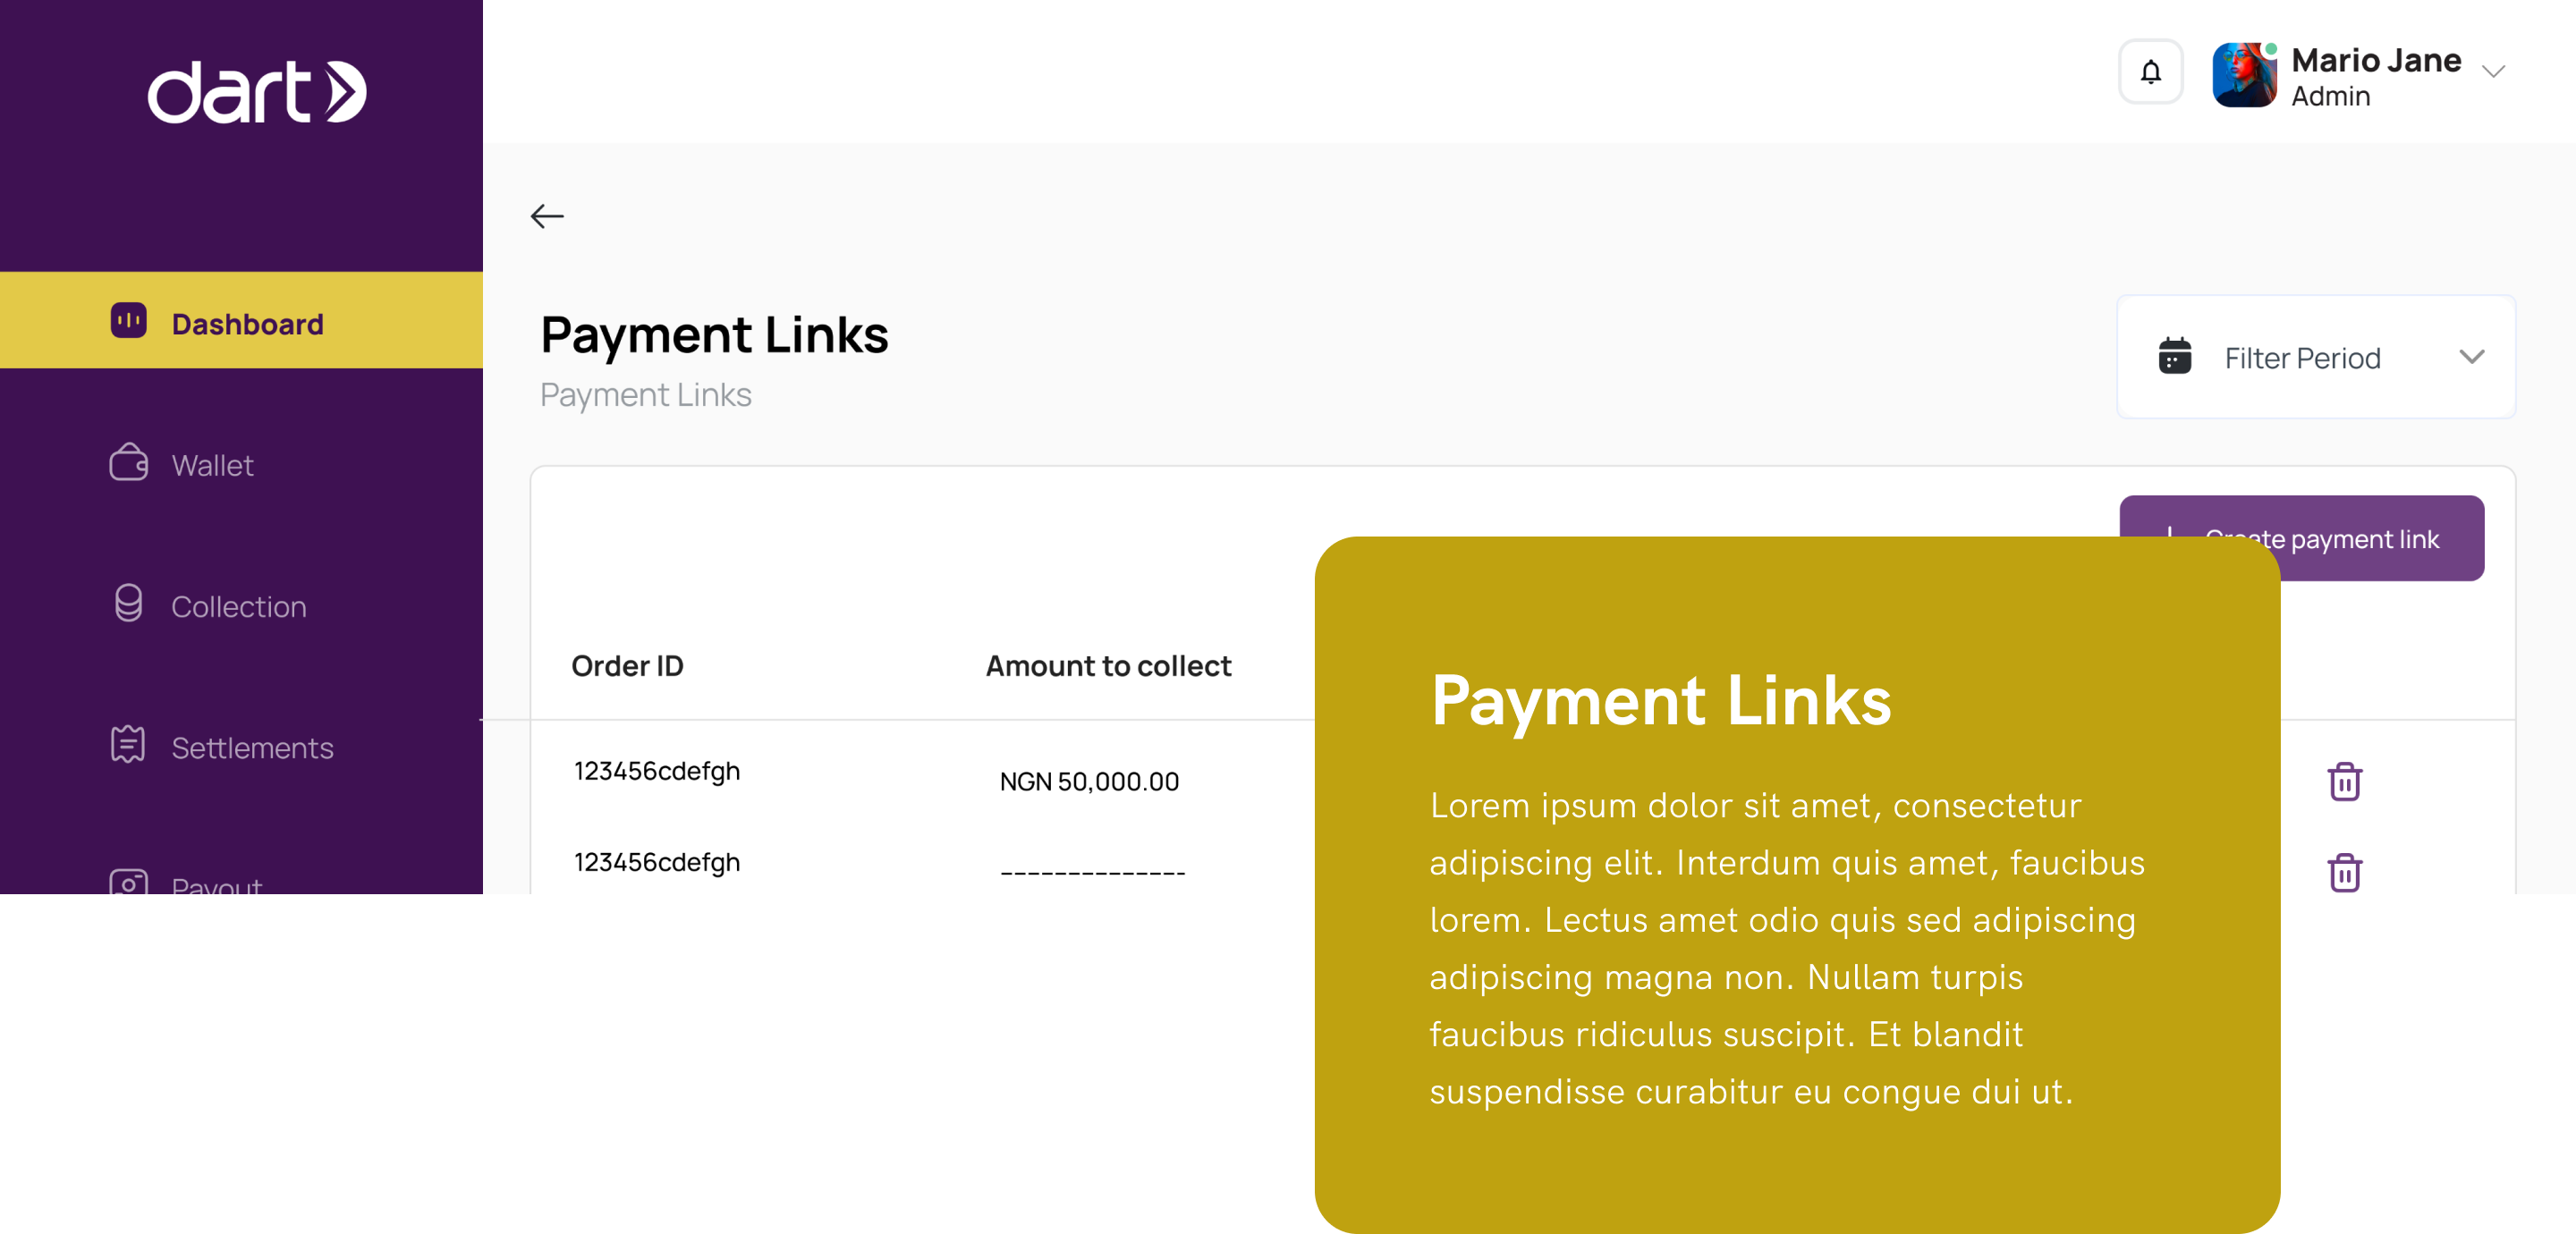 dart
Mario Jane
Admin
Dashboard
Wallet
Collection
Settlements
Payout
Payment Links
Payment Links
Filter Period
Create payment link
Order ID
Amount to collect
123456cdefgh
NGN 50,000.00
123456cdefgh
--------------
Payment Links
Lorem ipsum dolor sit amet, consectetur
adipiscing elit. Interdum quis amet, faucibus
lorem. Lectus amet odio quis sed adipiscing
adipiscing magna non. Nullam turpis
faucibus ridiculus suscipit. Et blandit
suspendisse curabitur eu congue dui ut.